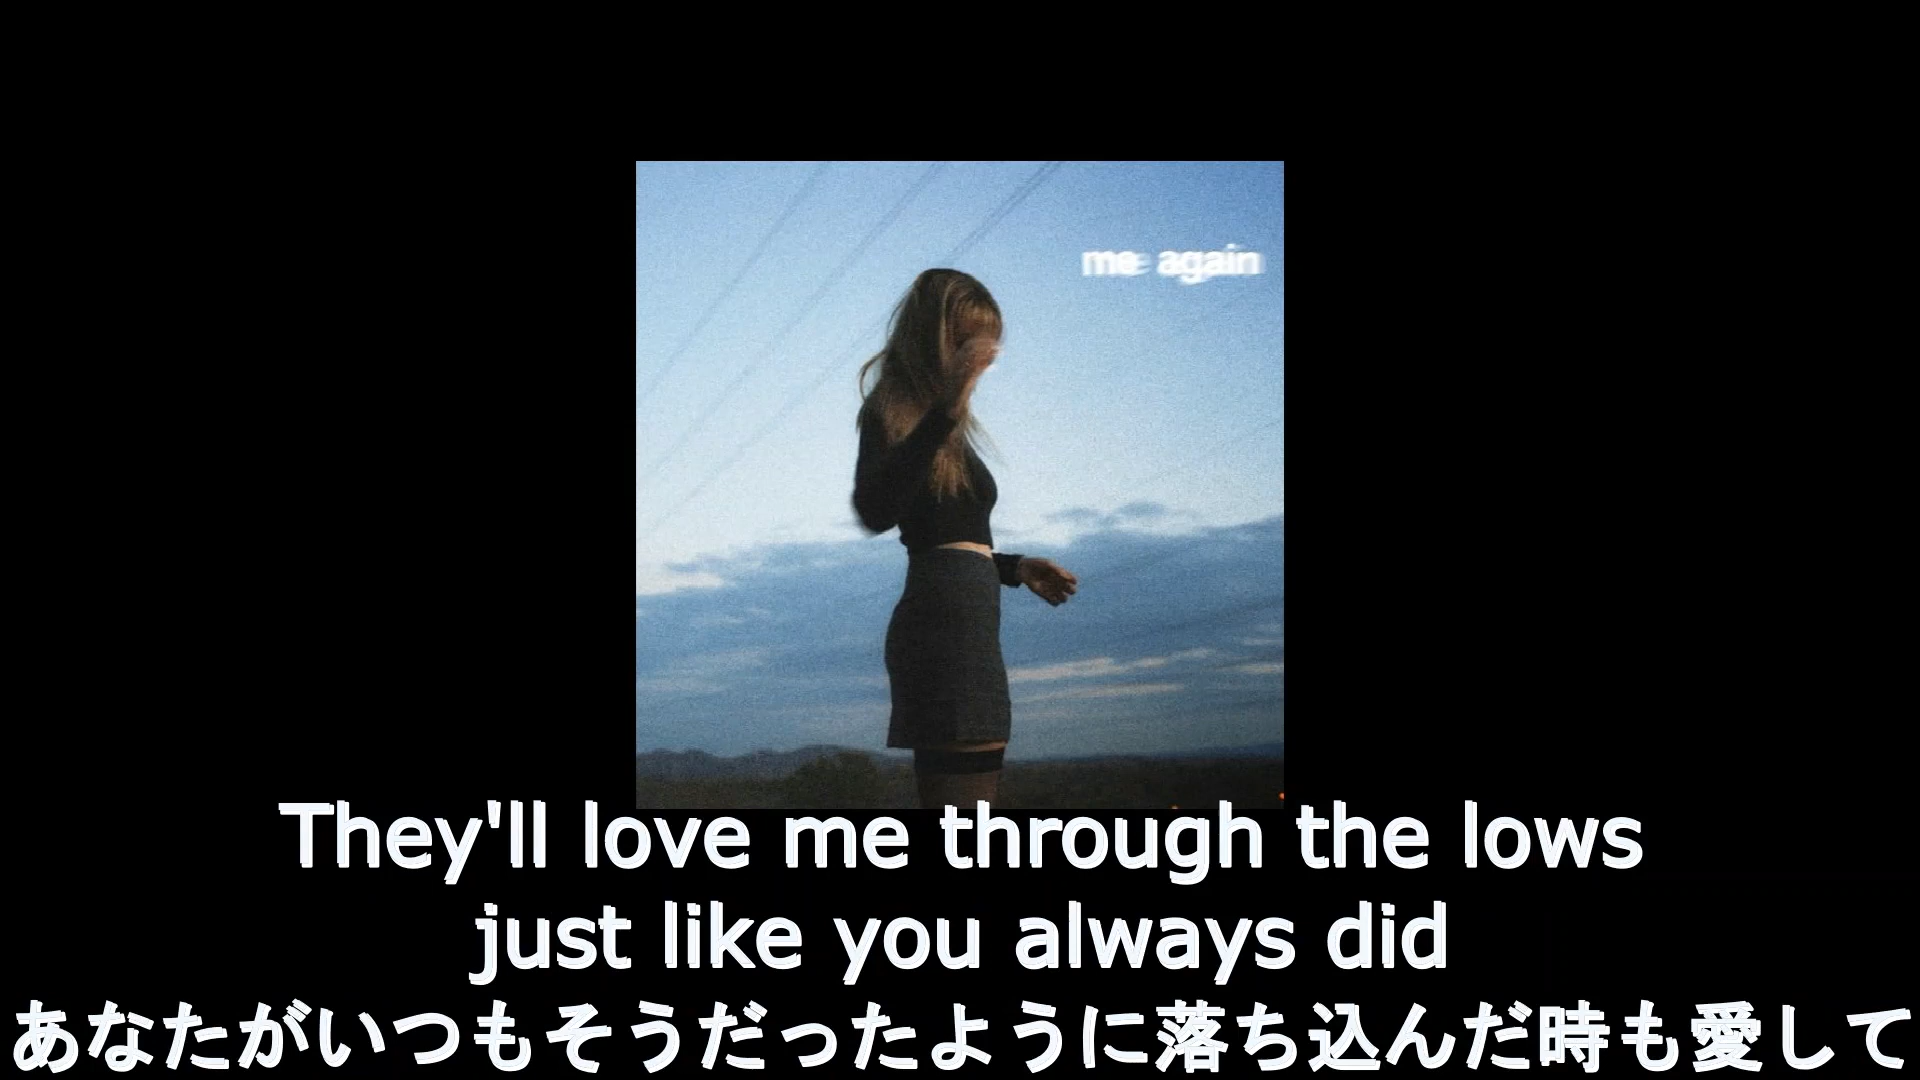 me again
They'll love me through the lows
just like you always did
あなたがいつもそうだったように落ち込んだ時も愛して